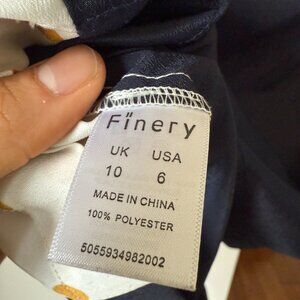 Finery
UK USA
10 6
MADE IN CHINA
100% POLYESTER
5055934982002